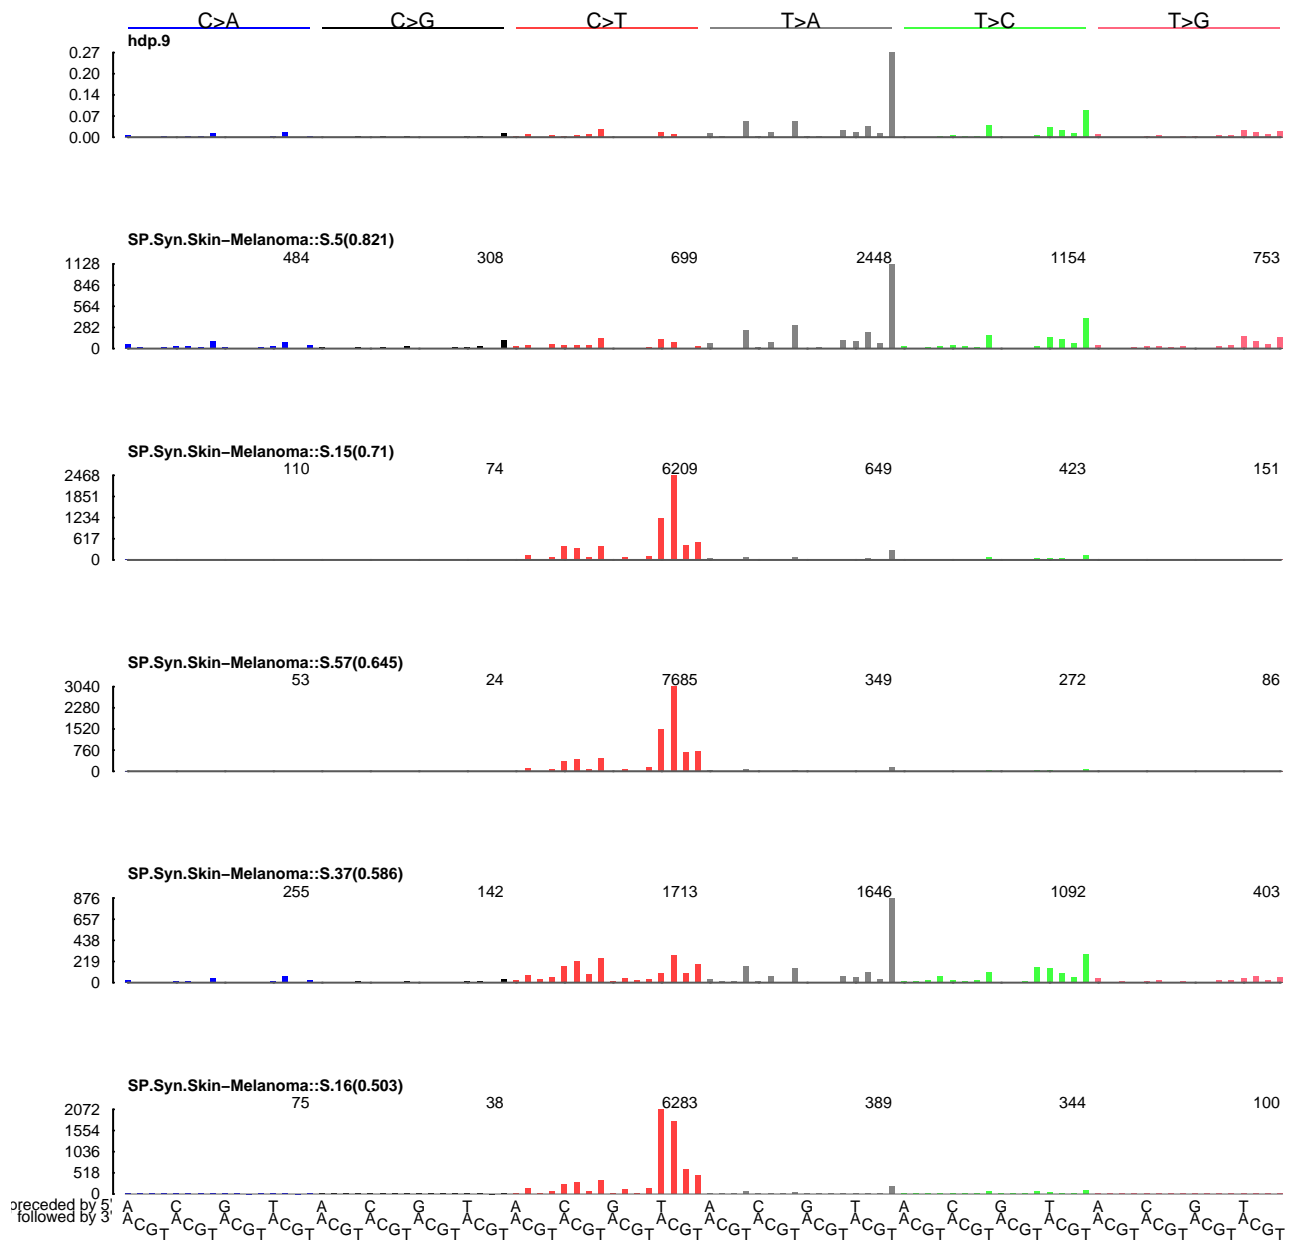 C>A C>G C>T T>A T>C T>G
hdp.9
0.27
0.20
0.14
0.07
0.00
SP.Syn.Skin−Melanoma::S.5(0.821)
484 308 699 2448 1154 753
1128
846
564
282
0
SP.Syn.Skin−Melanoma::S.15(0.71)
110 74 6209 649 423 151
2468
1851
1234
617
0
SP.Syn.Skin−Melanoma::S.57(0.645)
53 24 7685 349 272 86
3040
2280
1520
760
0
SP.Syn.Skin−Melanoma::S.37(0.586)
255 142 1713 1646 1092 403
876
657
438
219
0
SP.Syn.Skin−Melanoma::S.16(0.503)
75 38 6283 389 344 100
2072
1554
1036
518
0
preceded by 5' A C G T A C G T A C G T A C G T A C G T A C G T
followed by 3' A C G T A C G T A C G T A C G T A C G T A C G T A C G T A C G T A C G T A C G T A C G T A C G T A C G T A C G T A C G T A C G T A C G T A C G T A C G T A C G T A C G T A C G T A C G T A C G T